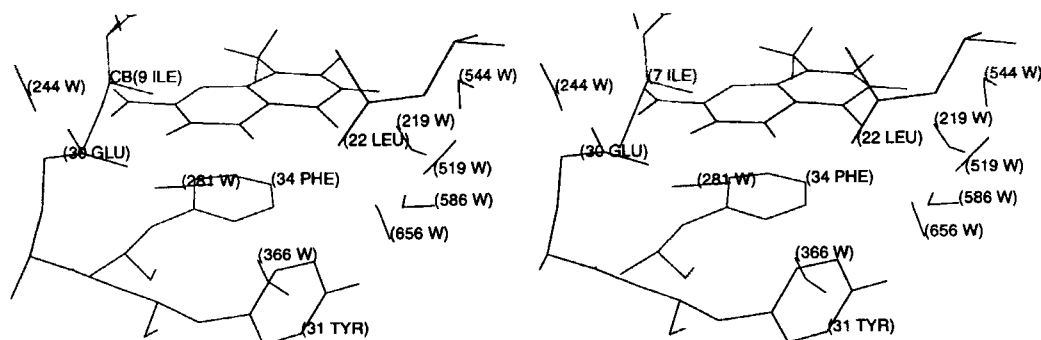 (244 W)
CB(9 ILE)
(544 W)
(219 W)
(22 LEU)
(30 GLU)
(519 W)
(281 W)
(34 PHE)
(586 W)
(656 W)
(366 W)
(31 TYR)
(244 W)
(7 ILE)
(544 W)
(219 W)
(22 LEU)
(30 GLU)
(519 W)
(281 W)
(34 PHE)
(586 W)
(656 W)
(366 W)
(31 TYR)